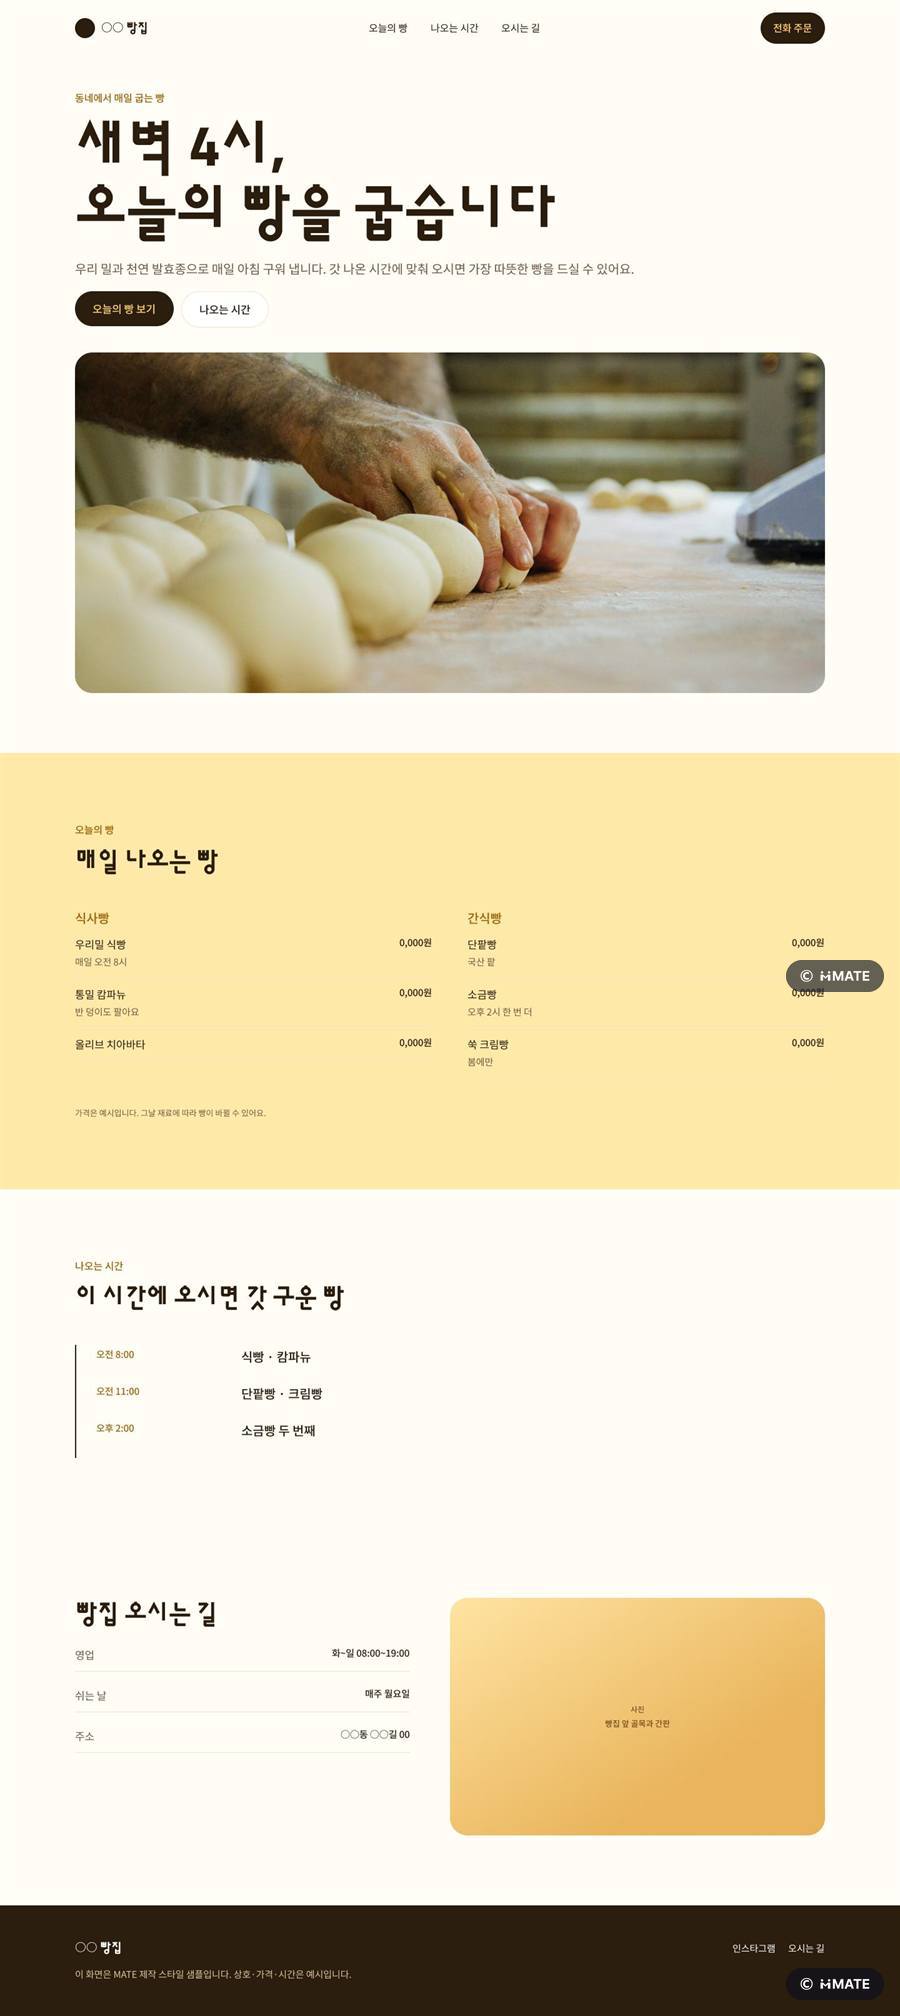 ○○ 빵집
오늘의 빵 나오는 시간 오시는 길
전화 주문
동네에서 매일 굽는 빵
새벽 4시,
오늘의 빵을 굽습니다
우리 밀과 천연 발효종으로 매일 아침 구워 냅니다. 갓 나온 시간에 맞춰 오시면 가장 따뜻한 빵을 드실 수 있어요.
오늘의 빵 보기
나오는 시간
오늘의 빵
매일 나오는 빵
식사빵
우리밀 식빵 0,000원
매일 오전 8시
통밀 캄파뉴 0,000원
반 덩이도 팔아요
올리브 치아바타 0,000원
간식빵
단팥빵 0,000원
국산 팥
© MATE
소금빵 0,000원
오후 2시 한 번 더
쑥 크림빵 0,000원
봄에만
가격은 예시입니다. 그날 재료에 따라 빵이 바뀔 수 있어요.
나오는 시간
이 시간에 오시면 갓 구운 빵
오전 8:00 식빵 · 캄파뉴
오전 11:00 단팥빵 · 크림빵
오후 2:00 소금빵 두 번째
빵집 오시는 길
영업 화~일 08:00~19:00
쉬는 날 매주 월요일
주소 ○○동 ○○길 00
사진
빵집 앞 골목과 간판
○○ 빵집
인스타그램 오시는 길
이 화면은 MATE 제작 스타일 샘플입니다. 상호·가격·시간은 예시입니다.
© MATE